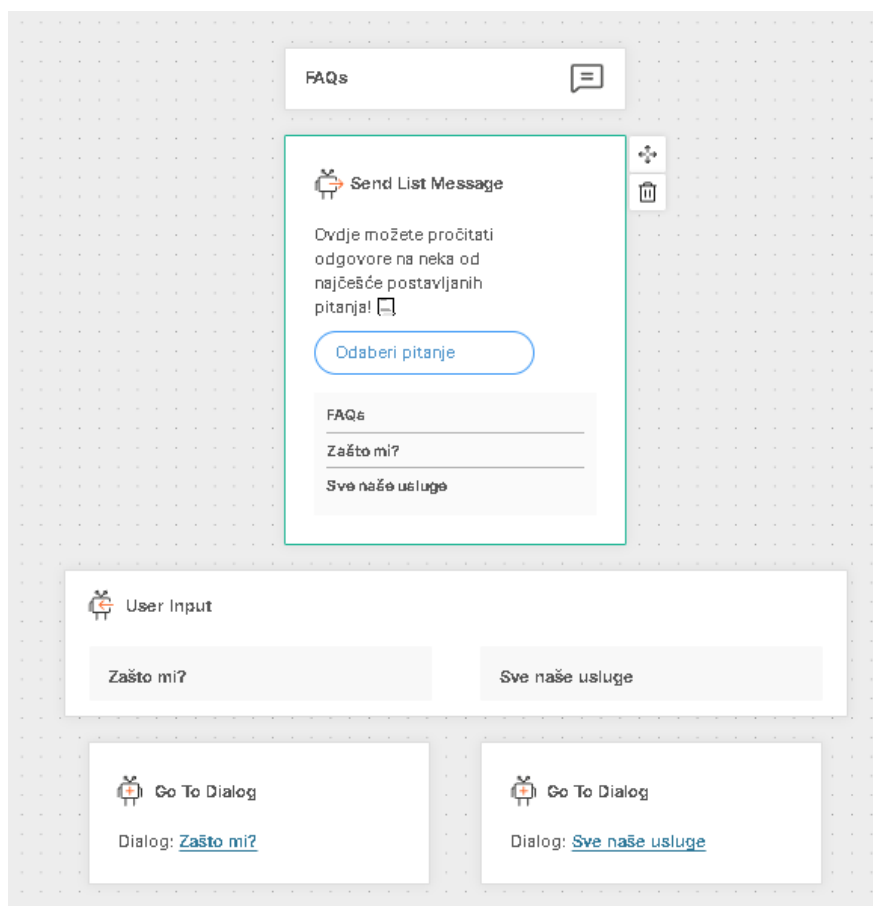 FAQs
Send List Message
Ovdje možete pročitati
odgovore na neka od
najčešće postavljanih
pitanja!
Odaberi pitanje
FAQs
Zašto mi?
Sve naše usluge
User Input
Zašto mi?
Sve naše usluge
Go To Dialog
Dialog: Zašto mi?
Go To Dialog
Dialog: Sve naše usluge